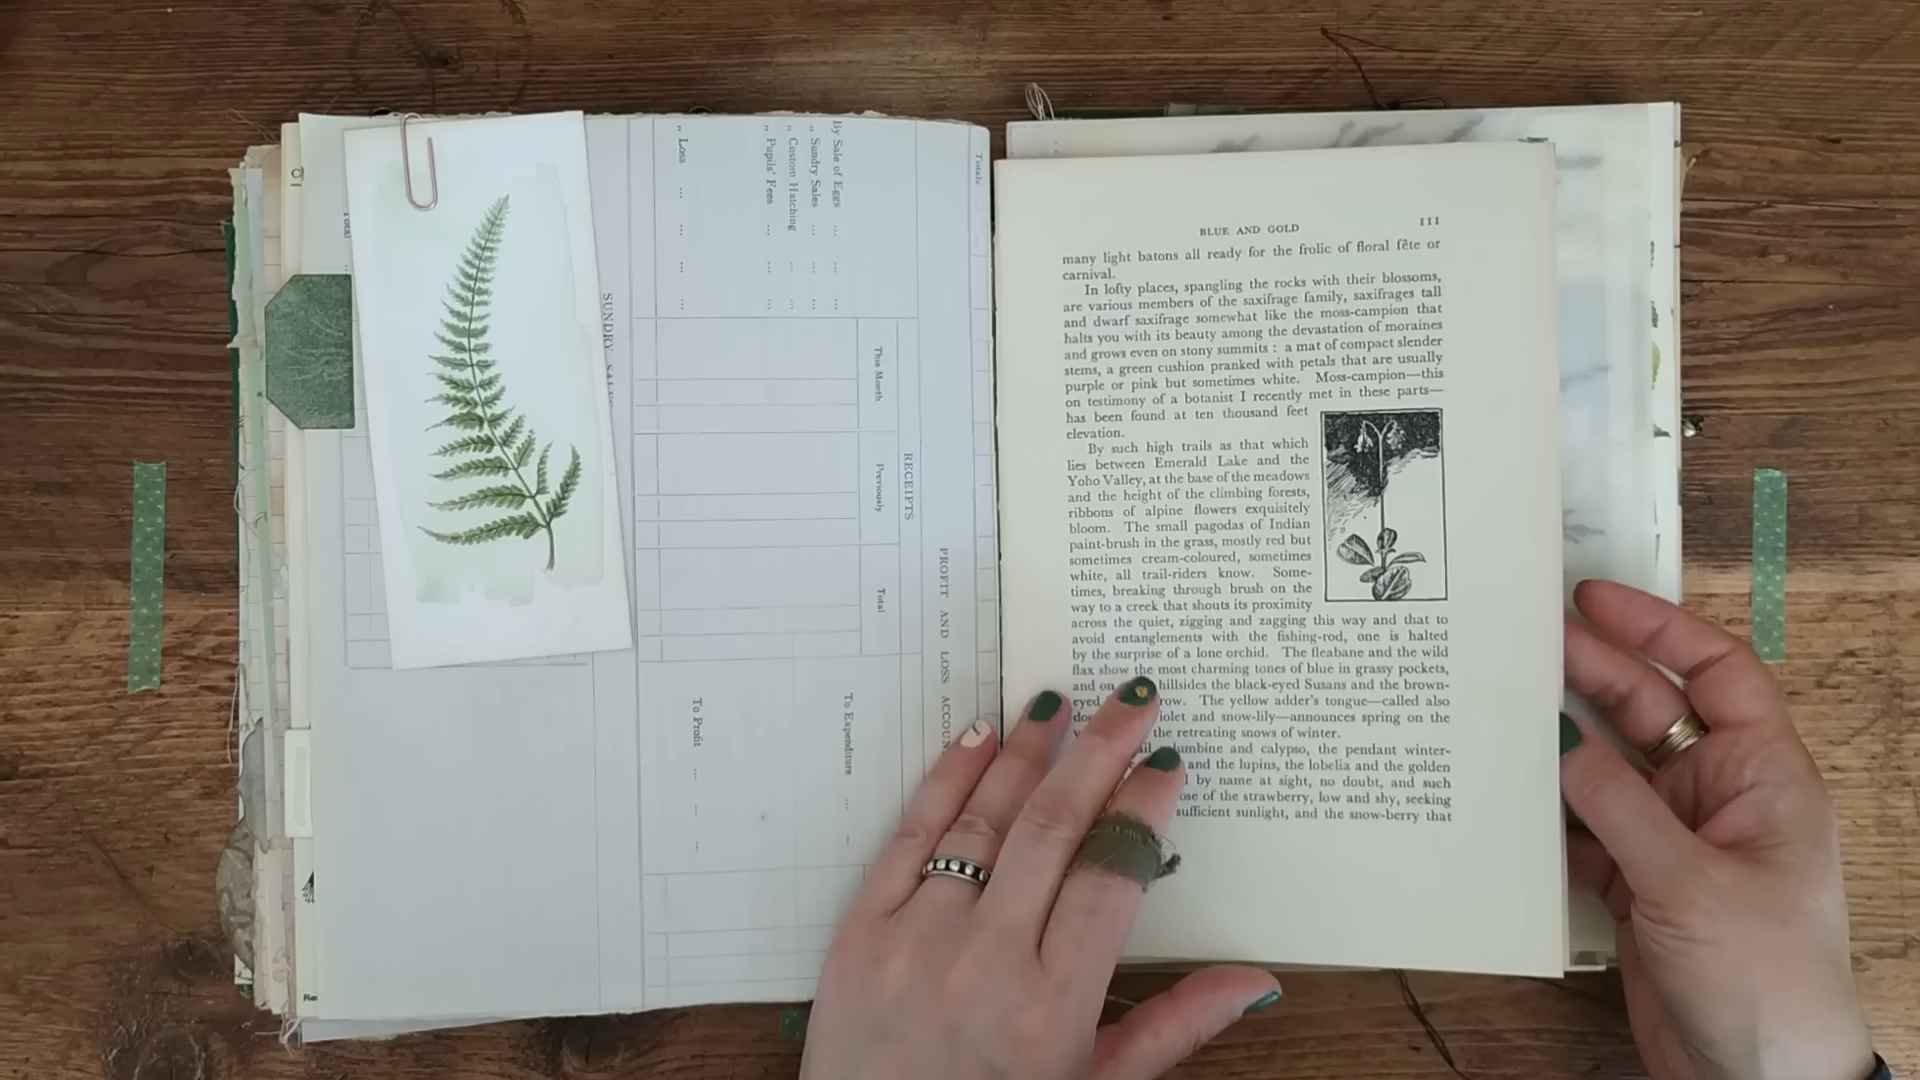 Totals
By Sale of Eggs ... ... ...
„ Sundry Sales ... ... ...
„ Custom Hatching ... ...
„ Pupils' Fees ... ... ...
„ Loss ... ... ... ...
This Month
Previously
Total
RECEIPTS
PROFIT AND LOSS
To Expenditure ... ...
To Profit ... ... ...
SUNDRY
Total
BLUE AND GOLD 111
many light batons all ready for the frolic of floral fête or
carnival.
In lofty places, spangling the rocks with their blossoms,
are various members of the saxifrage family, saxifrages tall
and dwarf saxifrage somewhat like the moss-campion that
halts you with its beauty among the devastation of moraines
and grows even on stony summits : a mat of compact slender
stems, a green cushion pranked with petals that are usually
purple or pink but sometimes white. Moss-campion—this
on testimony of a botanist I recently met in these parts—
has been found at ten thousand feet
elevation.
By such high trails as that which
lies between Emerald Lake and the
Yoho Valley, at the base of the meadows
and the height of the climbing forests,
ribbons of alpine flowers exquisitely
bloom. The small pagodas of Indian
paint-brush in the grass, mostly red but
sometimes cream-coloured, sometimes
white, all trail-riders know. Some-
times, breaking through brush on the
way to a creek that shouts its proximity
across the quiet, zigging and zagging this way and that to
avoid entanglements with the fishing-rod, one is halted
by the surprise of a lone orchid. The fleabane and the wild
flax show the most charming tones of blue in grassy pockets,
and on hillsides the black-eyed Susans and the brown-
eyed row. The yellow adder's tongue—called also
violet and snow-lily—announces spring on the
the retreating snows of winter.
and calypso, the pendant winter-
and the lupins, the lobelia and the golden
by name at sight, no doubt, and such
of the strawberry, low and shy, seeking
sufficient sunlight, and the snow-berry that